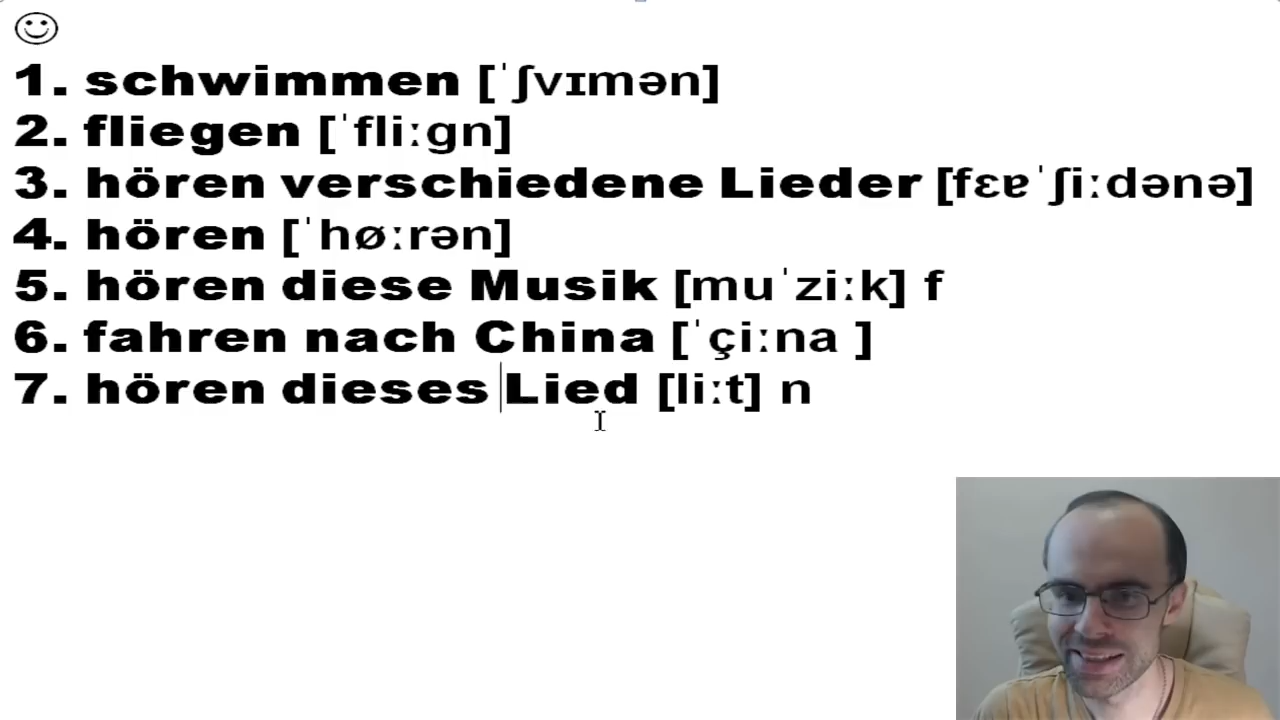 1. schwimmen [ˈʃvɪmən]
2. fliegen [ˈfliːgn]
3. hören verschiedene Lieder [fɛɐˈʃiːdənə]
4. hören [ˈhøːrən]
5. hören diese Musik [muˈziːk] f
6. fahren nach China [ˈçiːna ]
7. hören dieses Lied [liːt] n